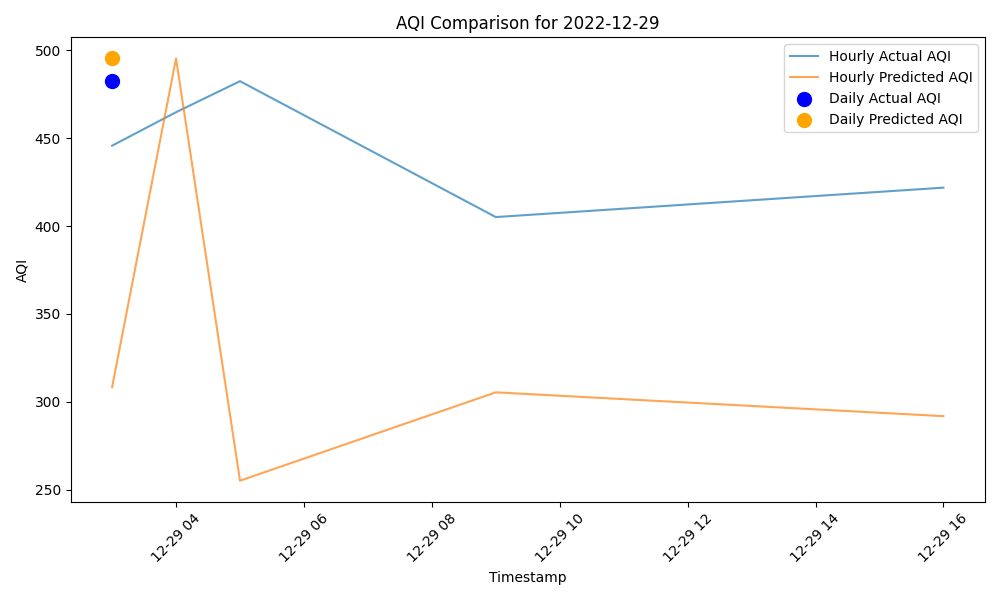 AQI Comparison for 2022-12-29
Hourly Actual AQI
Hourly Predicted AQI
Daily Actual AQI
Daily Predicted AQI
AQI
500
450
400
350
300
250
12-29 04
12-29 06
12-29 08
12-29 10
12-29 12
12-29 14
12-29 16
Timestamp